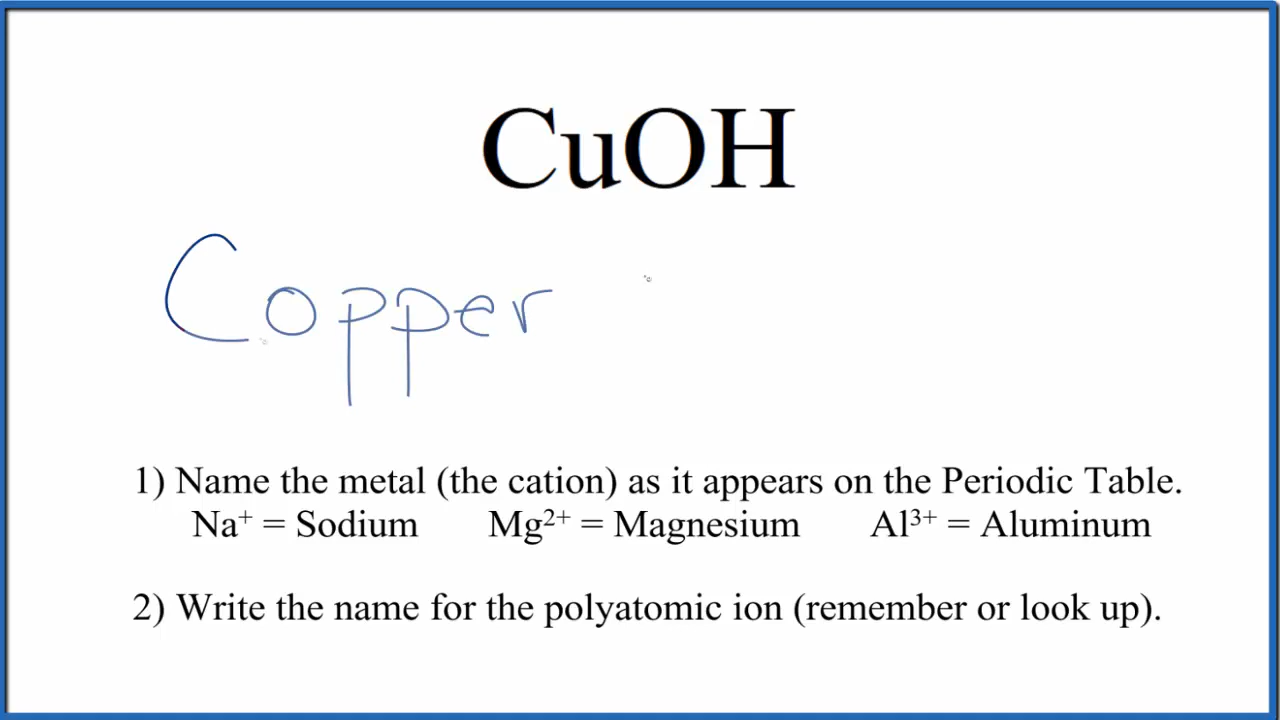 CuOH
Copper
1) Name the metal (the cation) as it appears on the Periodic Table.
Na⁺ = Sodium Mg²⁺ = Magnesium Al³⁺ = Aluminum
2) Write the name for the polyatomic ion (remember or look up).